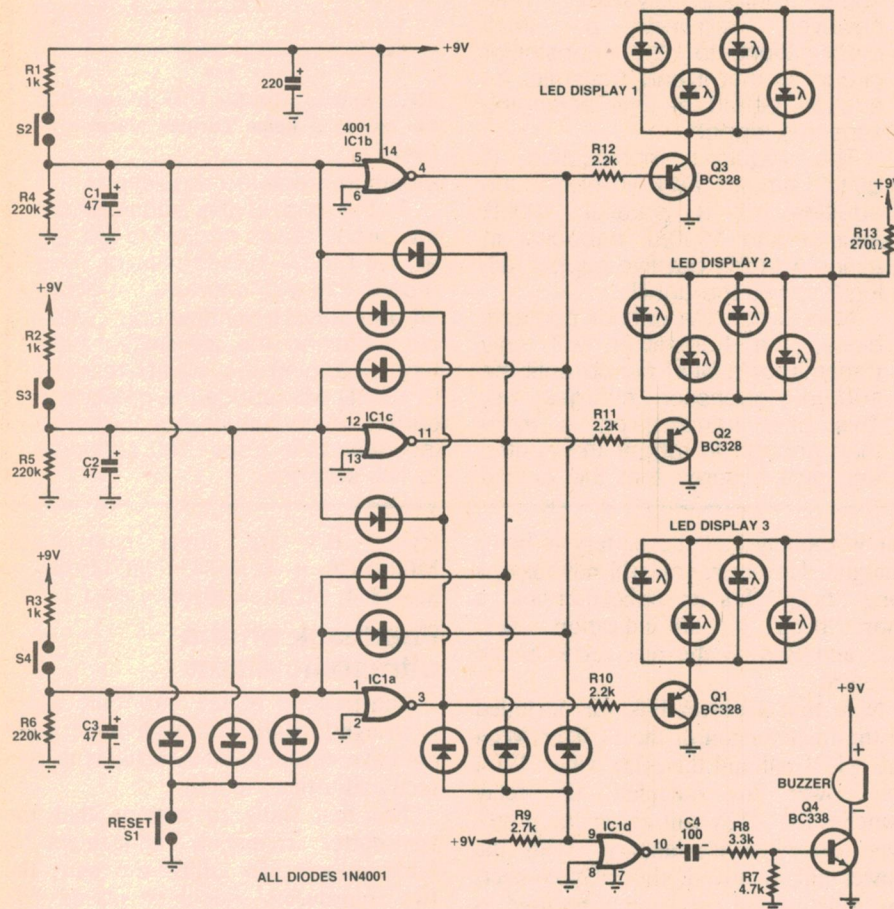 +9V
R1
1k
S2
R4
220k
C1
47
220
4001
IC1b
5
14
4
6
R12
2.2k
Q3
BC328
LED DISPLAY 1
λ
λ
λ
λ
+9V
R13
270Ω
+9V
R2
1k
S3
R5
220k
C2
47
IC1c
12
11
13
R11
2.2k
Q2
BC328
LED DISPLAY 2
λ
λ
λ
λ
+9V
R3
1k
S4
R6
220k
C3
47
IC1a
1
3
2
R10
2.2k
Q1
BC328
LED DISPLAY 3
λ
λ
λ
λ
RESET
S1
ALL DIODES 1N4001
+9V
R9
2.7k
IC1d
9
8
7
10
C4
100
R8
3.3k
R7
4.7k
Q4
BC338
BUZZER
+9V